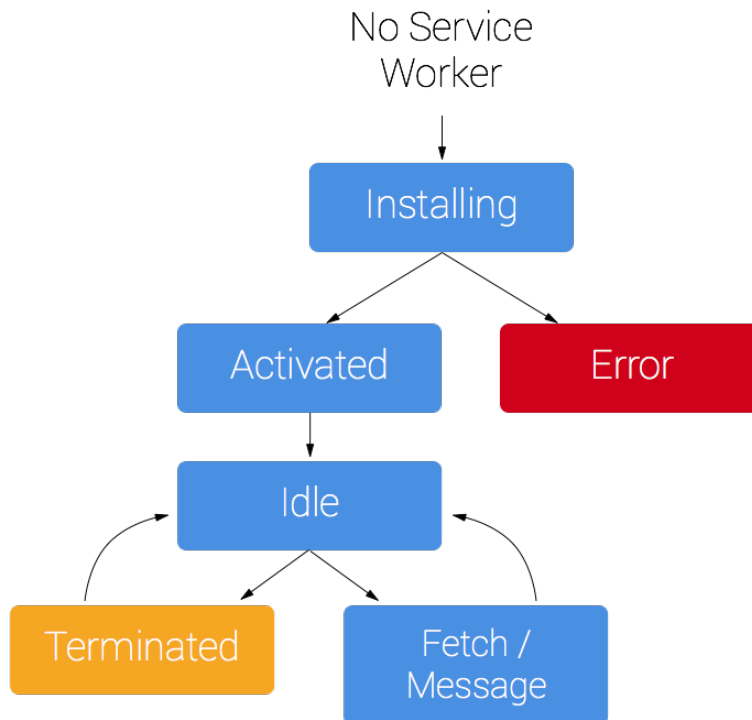 No Service
Worker
Installing
Activated
Error
Idle
Terminated
Fetch /
Message